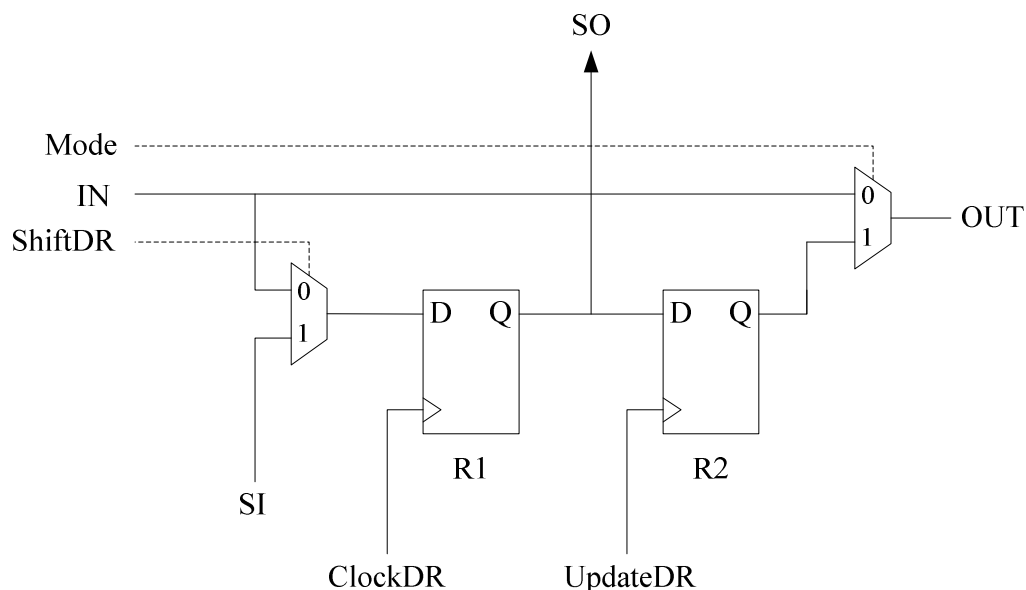 SO
Mode
IN
0
OUT
ShiftDR
1
0
D Q
D Q
1
R1
R2
SI
ClockDR
UpdateDR